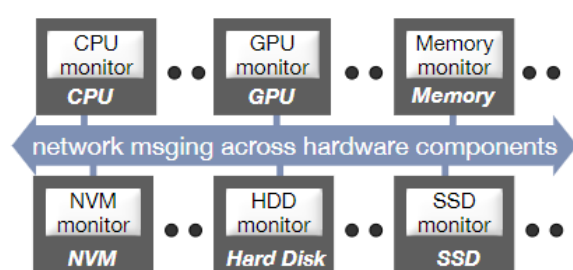 CPU
monitor
CPU
GPU
monitor
GPU
Memory
monitor
Memory
network msging across hardware components
NVM
monitor
NVM
HDD
monitor
Hard Disk
SSD
monitor
SSD